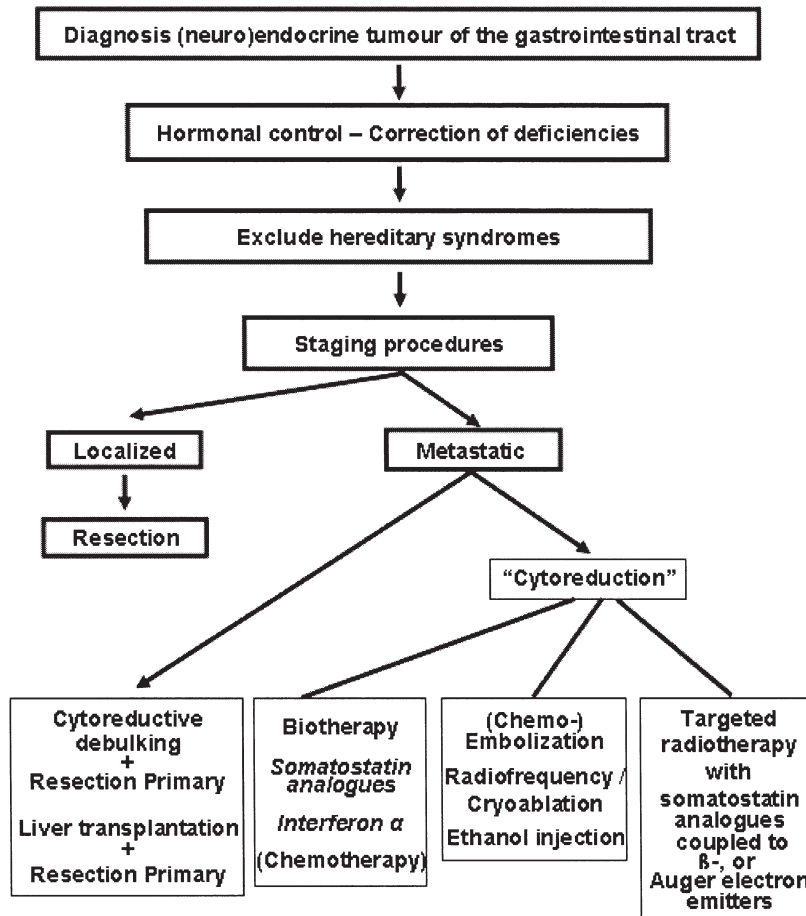 Diagnosis (neuro)endocrine tumour of the gastrointestinal tract
Hormonal control – Correction of deficiencies
Exclude hereditary syndromes
Staging procedures
Localized
Metastatic
Resection
“Cytoreduction”
Cytoreductive
debulking
+
Resection Primary
Liver transplantation
+
Resection Primary
Biotherapy
Somatostatin
analogues
Interferon α
(Chemotherapy)
(Chemo-)
Embolization
Radiofrequency /
Cryoablation
Ethanol injection
Targeted
radiotherapy
with
somatostatin
analogues
coupled to
ß-, or
Auger electron
emitters